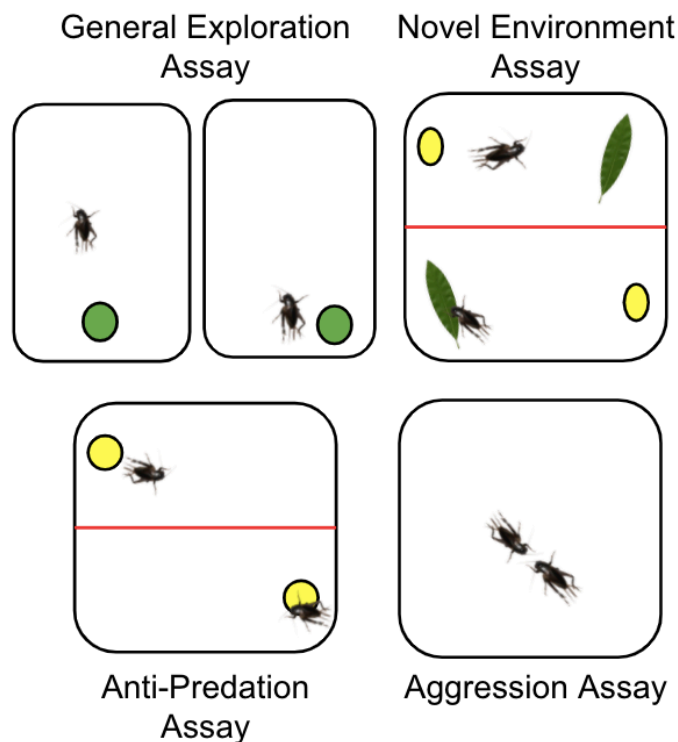 General Exploration
Assay
Novel Environment
Assay
Anti-Predation
Assay
Aggression Assay